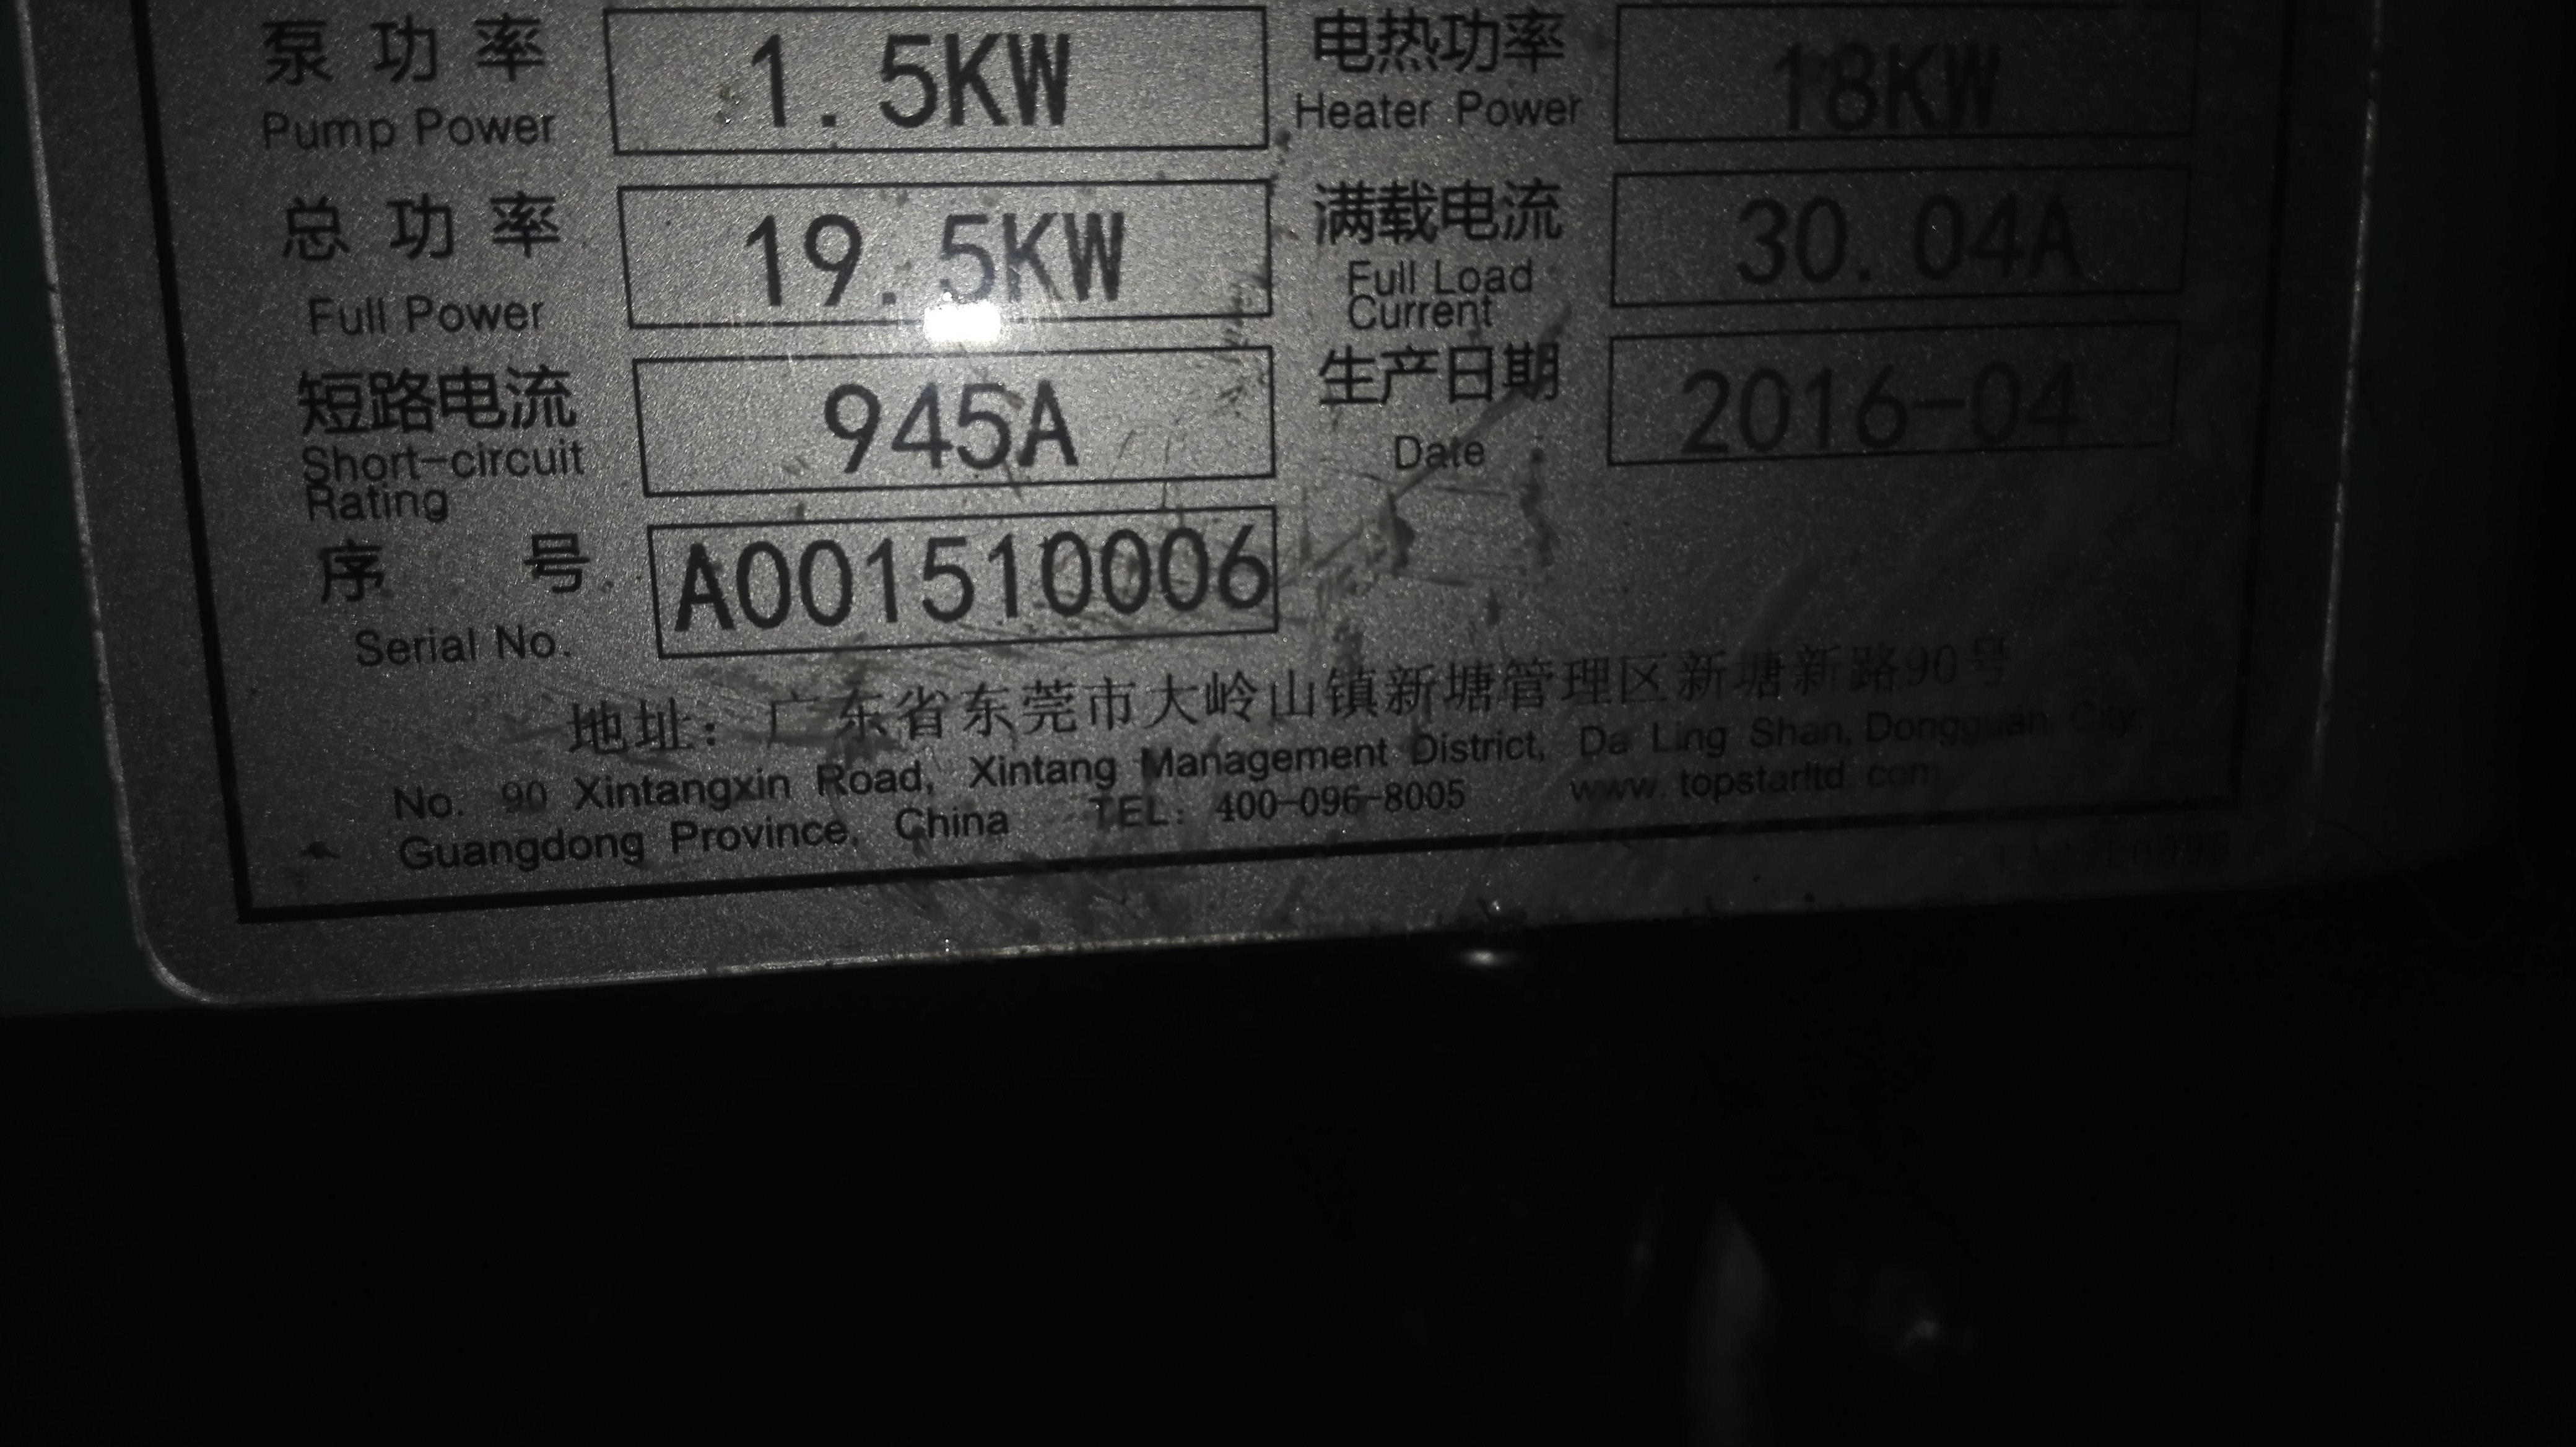 泵功率 1.5KW 电热功率 18KW
Pump Power Heater Power
总功率 19.5KW 满载电流 30.04A
Full Power Full Load
Current
短路电流 945A 生产日期 2016-04
Short-circuit Date
Rating
序号 A001510006
Serial No.
地址：广东省东莞市大岭山镇新塘管理区新塘新路90号
No. 90 Xintangxin Road, Xintang Management District, Da Ling Shan, Dongguan City,
Guangdong Province, China TEL: 400-096-8005 www.topstarltd.com